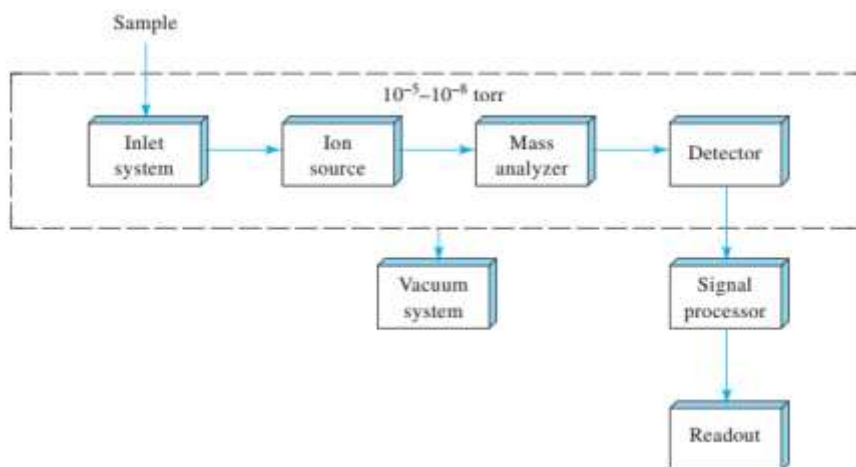 Sample
10⁻⁵–10⁻⁸ torr
Inlet
system
Ion
source
Mass
analyzer
Detector
Vacuum
system
Signal
processor
Readout